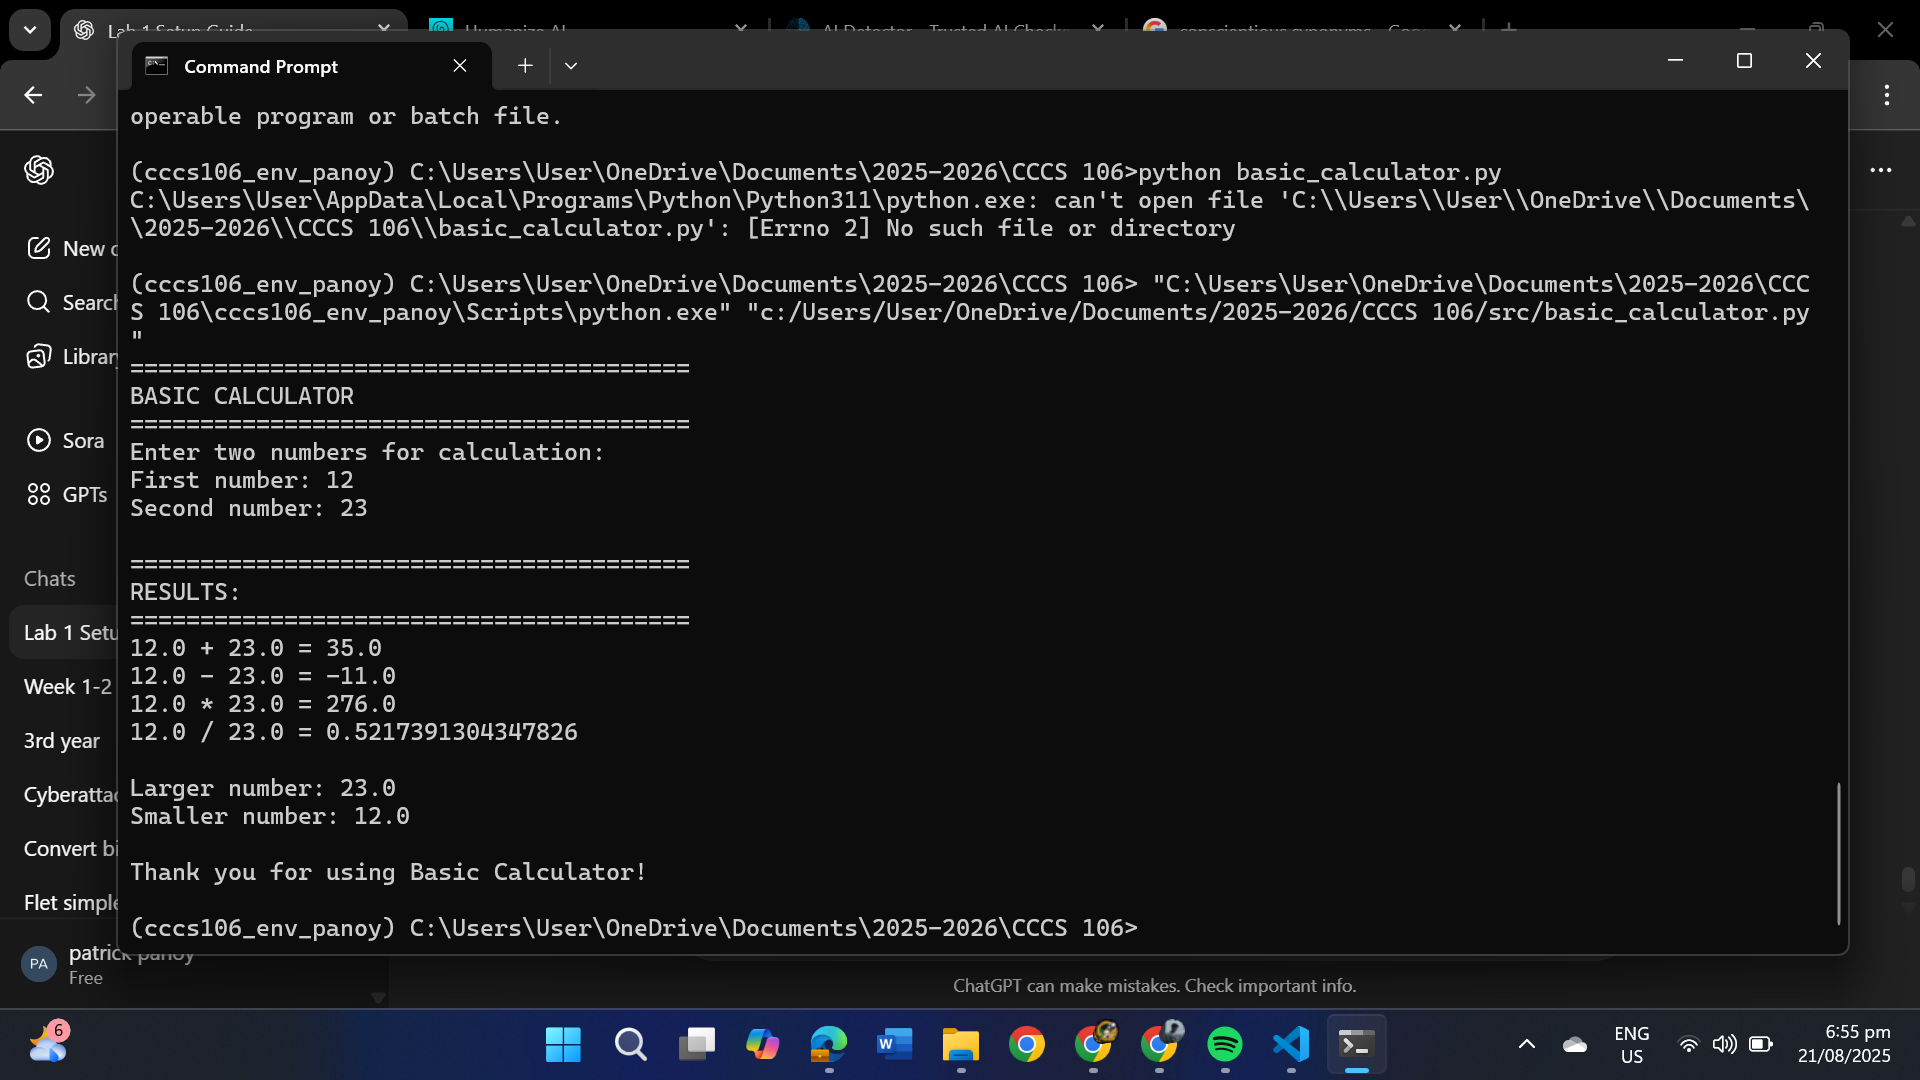 Command Prompt
operable program or batch file.
(cccs106_env_panoy) C:\Users\User\OneDrive\Documents\2025-2026\CCCS 106>python basic_calculator.py
C:\Users\User\AppData\Local\Programs\Python\Python311\python.exe: can't open file 'C:\\Users\\User\\OneDrive\\Documents\
\2025-2026\\CCCS 106\\basic_calculator.py': [Errno 2] No such file or directory
(cccs106_env_panoy) C:\Users\User\OneDrive\Documents\2025-2026\CCCS 106> "C:\Users\User\OneDrive\Documents\2025-2026\CCC
S 106\cccs106_env_panoy\Scripts\python.exe" "c:/Users/User/OneDrive/Documents/2025-2026/CCCS 106/src/basic_calculator.py
"
========================================
BASIC CALCULATOR
========================================
Enter two numbers for calculation:
First number: 12
Second number: 23
========================================
RESULTS:
========================================
12.0 + 23.0 = 35.0
12.0 - 23.0 = -11.0
12.0 * 23.0 = 276.0
12.0 / 23.0 = 0.5217391304347826
Larger number: 23.0
Smaller number: 12.0
Thank you for using Basic Calculator!
(cccs106_env_panoy) C:\Users\User\OneDrive\Documents\2025-2026\CCCS 106>
New
Search
Library
Sora
GPTs
Chats
Lab 1 Setu
Week 1-2
3rd year
Cyberattac
Convert bi
Flet simple
PA
patrick panoy
Free
ChatGPT can make mistakes. Check important info.
6
ENG
US
6:55 pm
21/08/2025